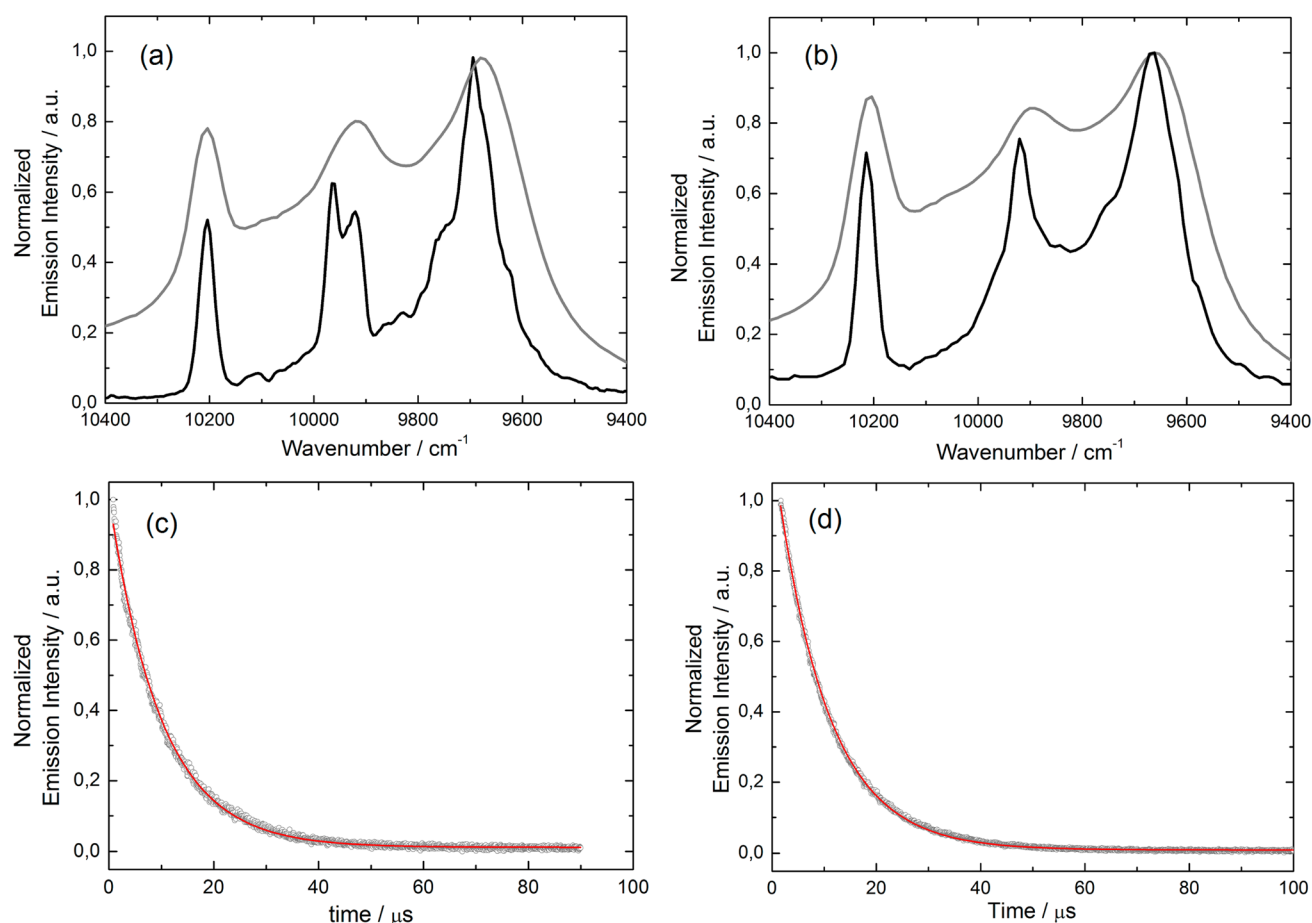 (a)
1,0
0,8
0,6
0,4
0,2
0,0
Normalized
Emission Intensity / a.u.
10400 10200 10000 9800 9600 9400
Wavenumber / cm⁻¹
(b)
1,0
0,8
0,6
0,4
0,2
0,0
Normalized
Emission Intensity / a.u.
10400 10200 10000 9800 9600 9400
Wavenumber / cm⁻¹
(c)
1,0
0,8
0,6
0,4
0,2
0,0
Normalized
Emission Intensity / a.u.
0 20 40 60 80 100
time / μs
(d)
1,0
0,8
0,6
0,4
0,2
0,0
Normalized
Emission Intensity / a.u.
0 20 40 60 80 100
Time / μs